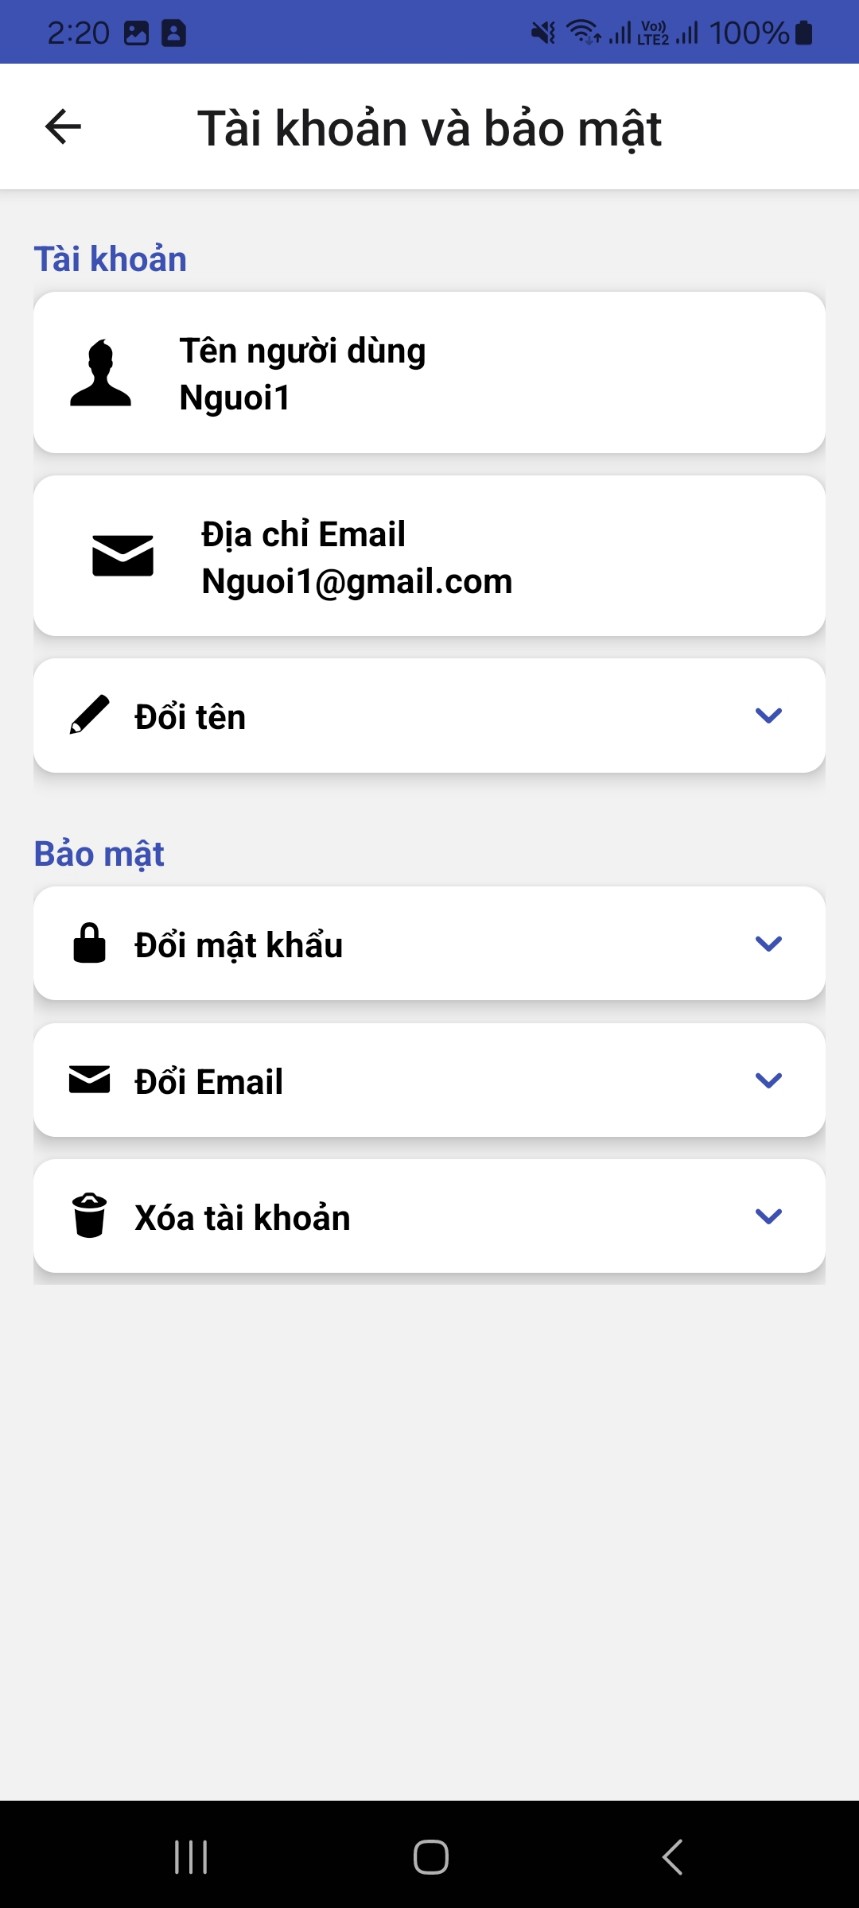 2:20 Vo)) LTE2 100%
Tài khoản và bảo mật
Tài khoản
Tên người dùng
Nguoi1
Địa chỉ Email
Nguoi1@gmail.com
Đổi tên
Bảo mật
Đổi mật khẩu
Đổi Email
Xóa tài khoản